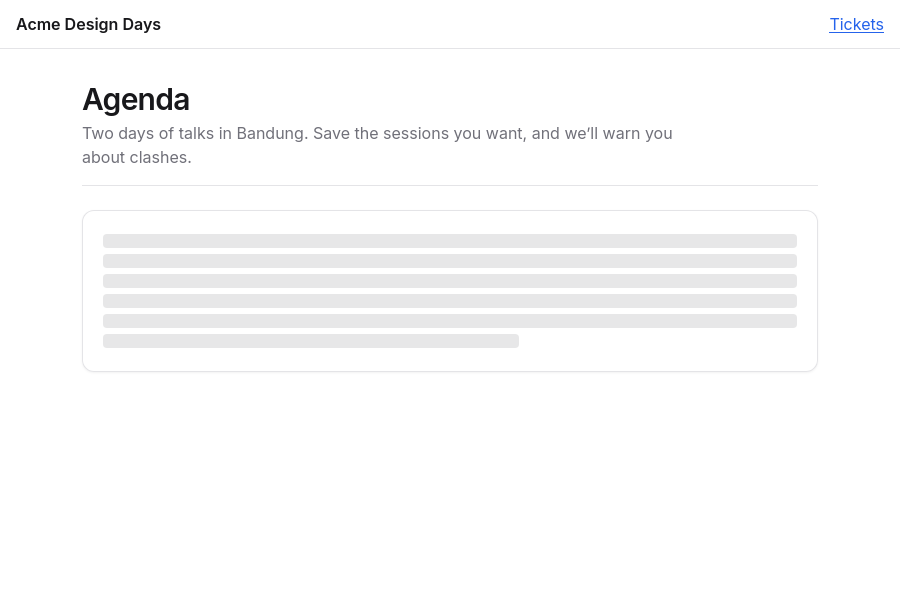 Acme Design Days
Tickets
Agenda
Two days of talks in Bandung. Save the sessions you want, and we’ll warn you
about clashes.